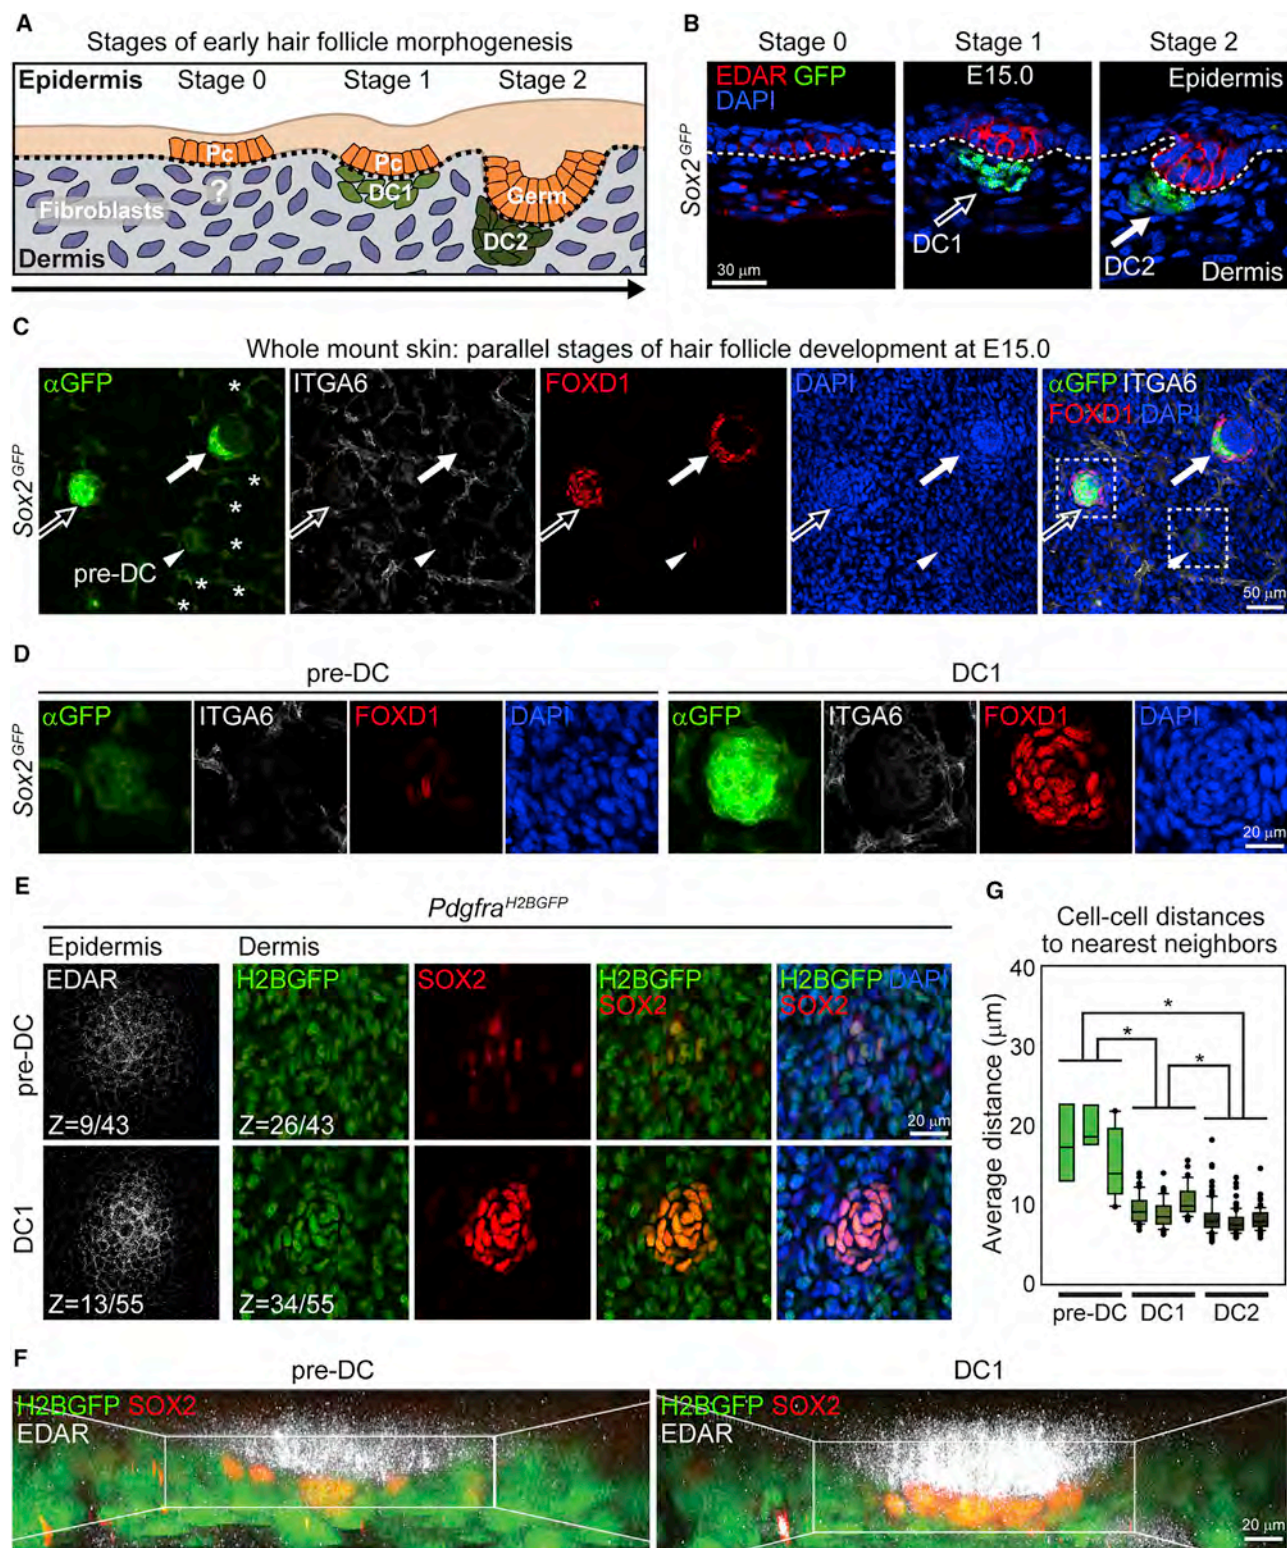 A
Stages of early hair follicle morphogenesis
Epidermis Stage 0 Stage 1 Stage 2
Pc Pc
?
DC1 Germ
Fibroblasts
DC2
Dermis
B
Stage 0 Stage 1 Stage 2
EDAR GFP E15.0 Epidermis
DAPI
Sox2GFP
DC1
DC2
30 μm
Dermis
C
Whole mount skin: parallel stages of hair follicle development at E15.0
Sox2GFP
αGFP ITGA6 FOXD1 DAPI αGFP ITGA6
FOXD1 DAPI
*
*
*
*
* *
* *
pre-DC
50 μm
D
pre-DC DC1
Sox2GFP
αGFP ITGA6 FOXD1 DAPI αGFP ITGA6 FOXD1 DAPI
20 μm
E
PdgfraH2BGFP
Epidermis Dermis
EDAR H2BGFP SOX2 H2BGFP H2BGFP DAPI
SOX2 SOX2
pre-DC
Z=9/43 Z=26/43 20 μm
DC1
Z=13/55 Z=34/55
G
Cell-cell distances
to nearest neighbors
Average distance (μm)
40
30
20
10
0
*
*
*
pre-DC DC1 DC2
F
pre-DC DC1
H2BGFP SOX2 H2BGFP SOX2
EDAR EDAR
20 μm